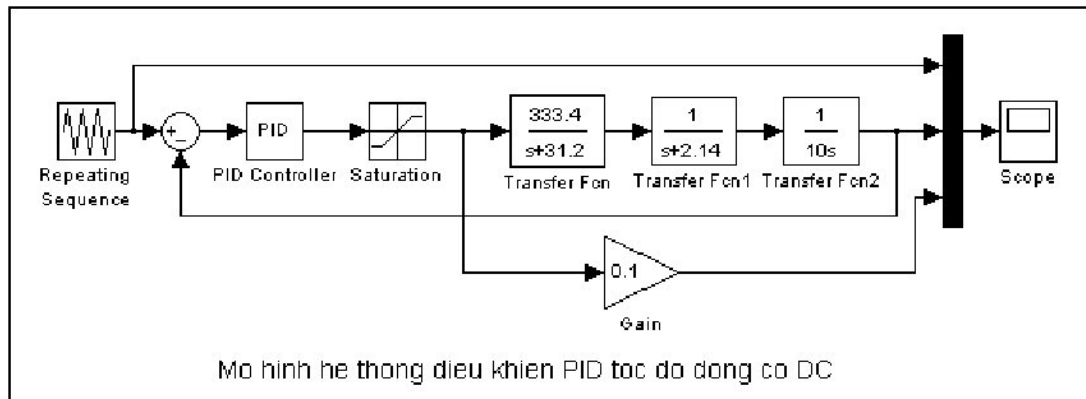 Repeating
Sequence
+
−
PID
PID Controller
Saturation
333.4
s+31.2
Transfer Fcn
1
s+2.14
Transfer Fcn1
1
10s
Transfer Fcn2
Scope
0.1
Gain
Mo hinh he thong dieu khien PID toc do dong co DC